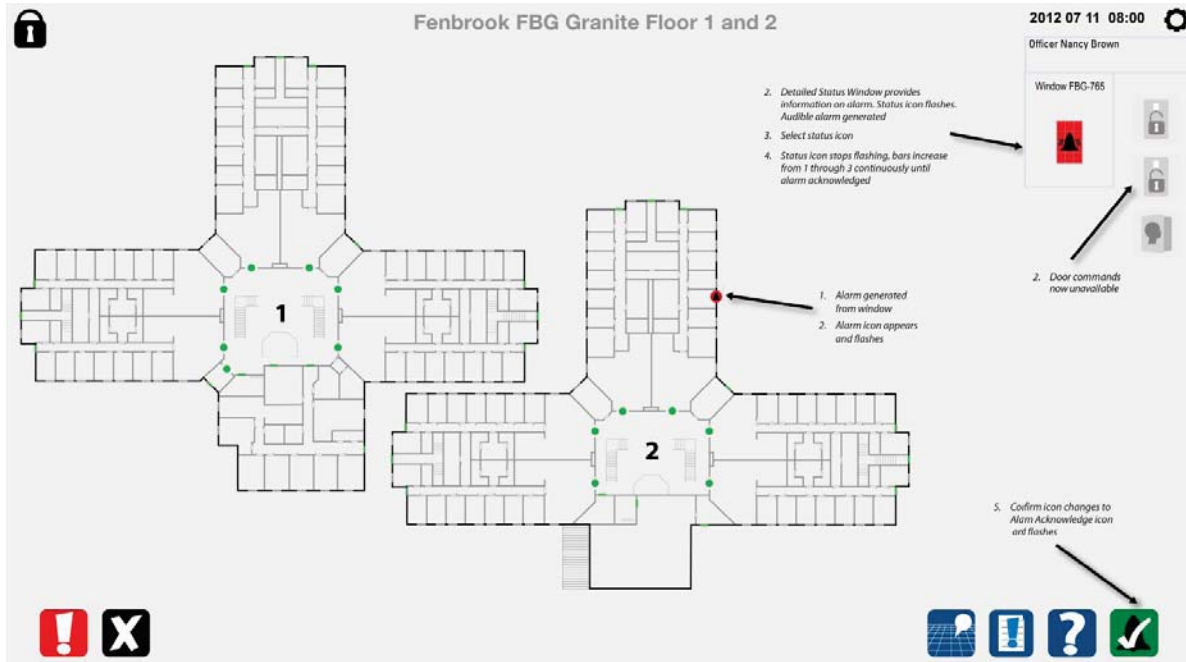 Fenbrook FBG Granite Floor 1 and 2
2012 07 11 08:00
Officer Nancy Brown
Window FBG-765
2. Detailed Status Window provides
information on alarm. Status icon flashes.
Audible alarm generated
3. Select status icon
4. Status icon stops flashing, bars increase
from 1 through 3 continuously until
alarm acknowledged
2. Door commands
now unavailable
1. Alarm generated
from window
2. Alarm icon appears
and flashes
1
2
5. Confirm icon changes to
Alarm Acknowledge icon
and flashes
!
X
!
?